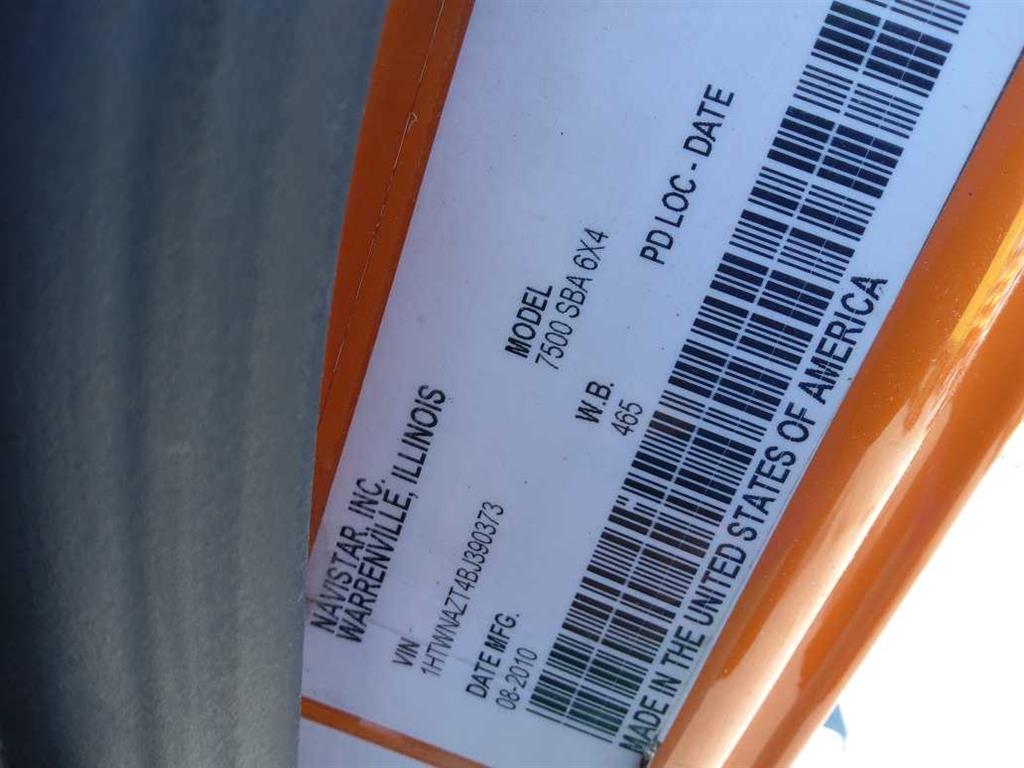 NAVISTAR, INC.
WARRENVILLE, ILLINOIS
VIN
1HTWNAZT4BJ390373
MODEL
7500 SBA 6X4
DATE MFG.
08-2010
W.B.
465
PD LOC - DATE
MADE IN THE UNITED STATES OF AMERICA